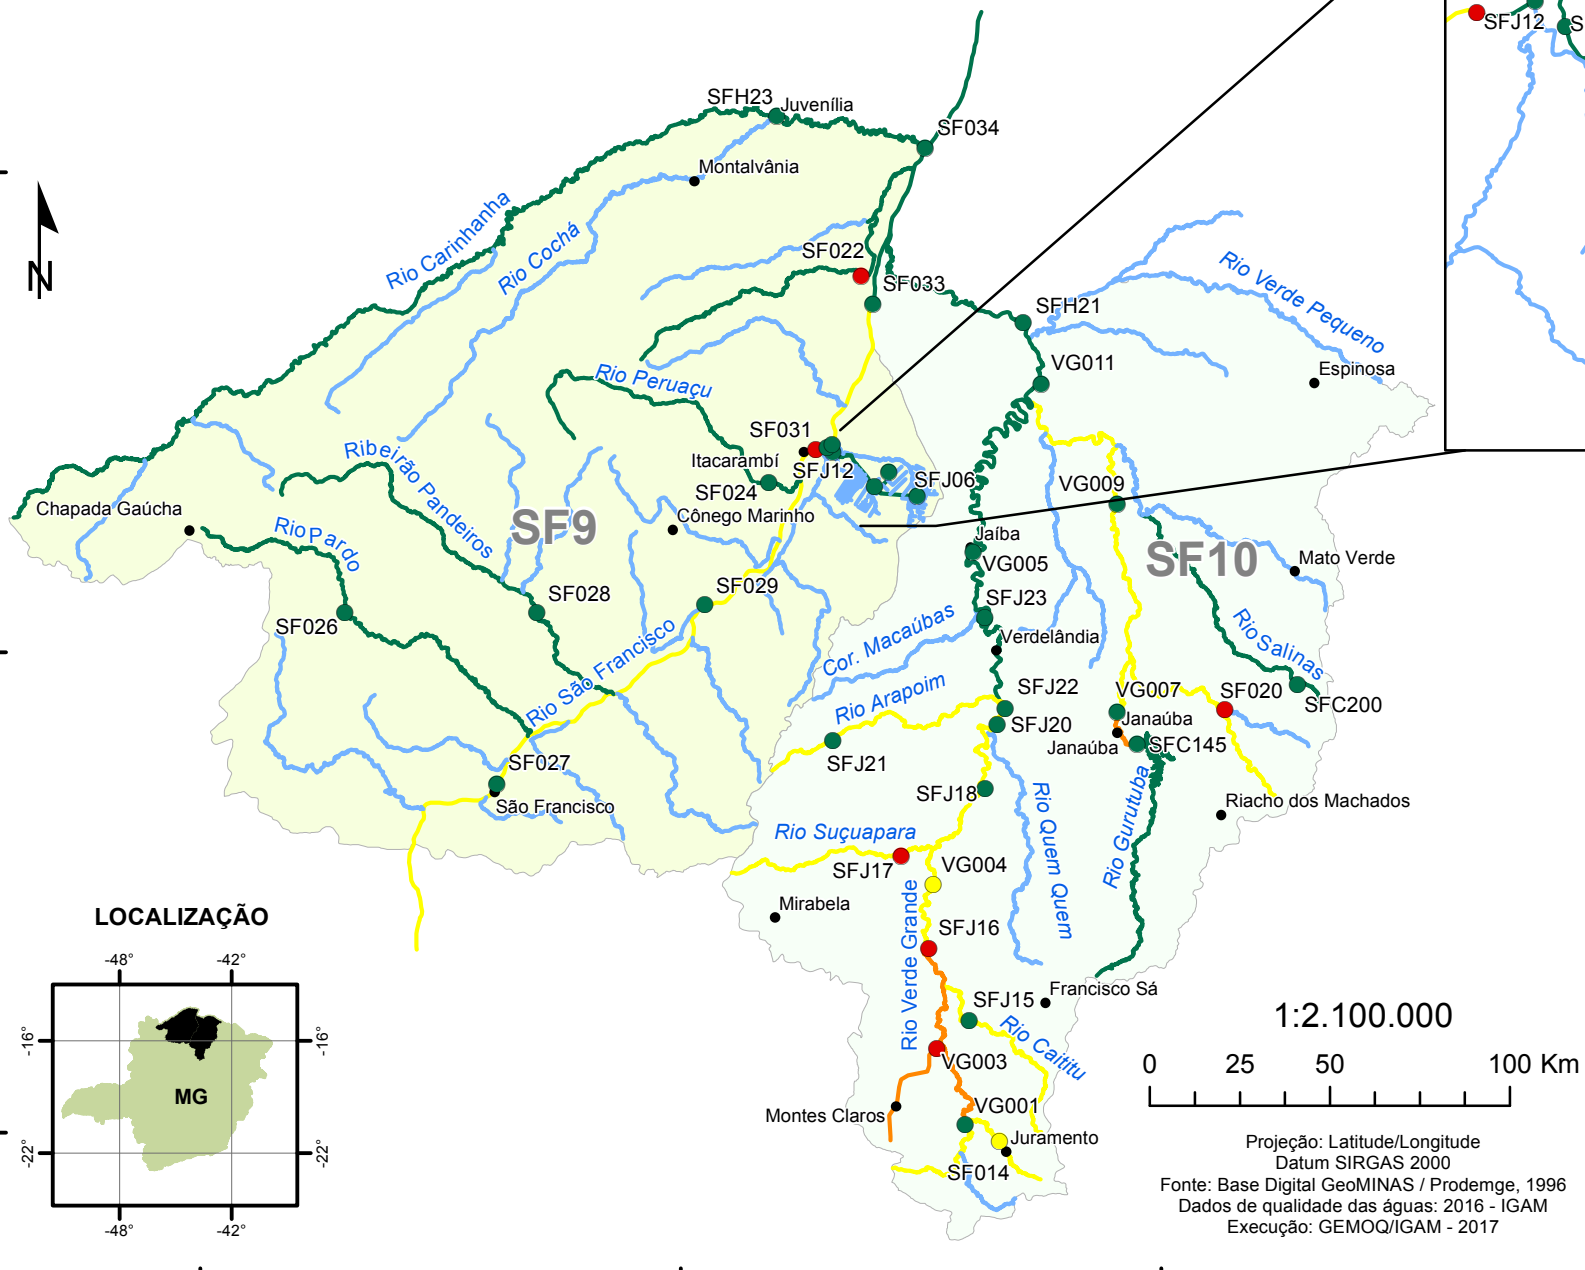 SFJ12
S
SFH23
Juvenília
SF034
Montalvânia
Rio Carinhanha
Rio Cochá
N
SF022
SF033
Rio Verde Pequeno
SFH21
VG011
Espinosa
Rio Peruaçu
SF031
Ribeirão Pandeiros
Itacarambí
SFJ12
SF024
SFJ06
VG009
Chapada Gaúcha
Cônego Marinho
SF9
Rio Pardo
Jaíba
VG005
SF10
Mato Verde
SF029
SF028
SFJ23
SF026
Verdelândia
Cor. Macaúbas
Rio Salinas
Rio São Francisco
Rio Arapoim
SFJ22
VG007
SF020
SFC200
SFJ20
Janaúba
Janaúba
SFC145
SFJ21
SF027
São Francisco
SFJ18
Rio Quem Quem
Rio Gurutuba
Riacho dos Machados
Rio Suçuapara
SFJ17
VG004
Mirabela
Rio Verde Grande
SFJ16
Francisco Sá
SFJ15
Rio Caititu
VG003
VG001
Montes Claros
Juramento
SF014
LOCALIZAÇÃO
-48°
-42°
-16°
-16°
MG
-22°
-22°
-48°
-42°
1:2.100.000
0 25 50 100 Km
Projeção: Latitude/Longitude
Datum SIRGAS 2000
Fonte: Base Digital GeoMINAS / Prodemge, 1996
Dados de qualidade das águas: 2016 - IGAM
Execução: GEMOQ/IGAM - 2017